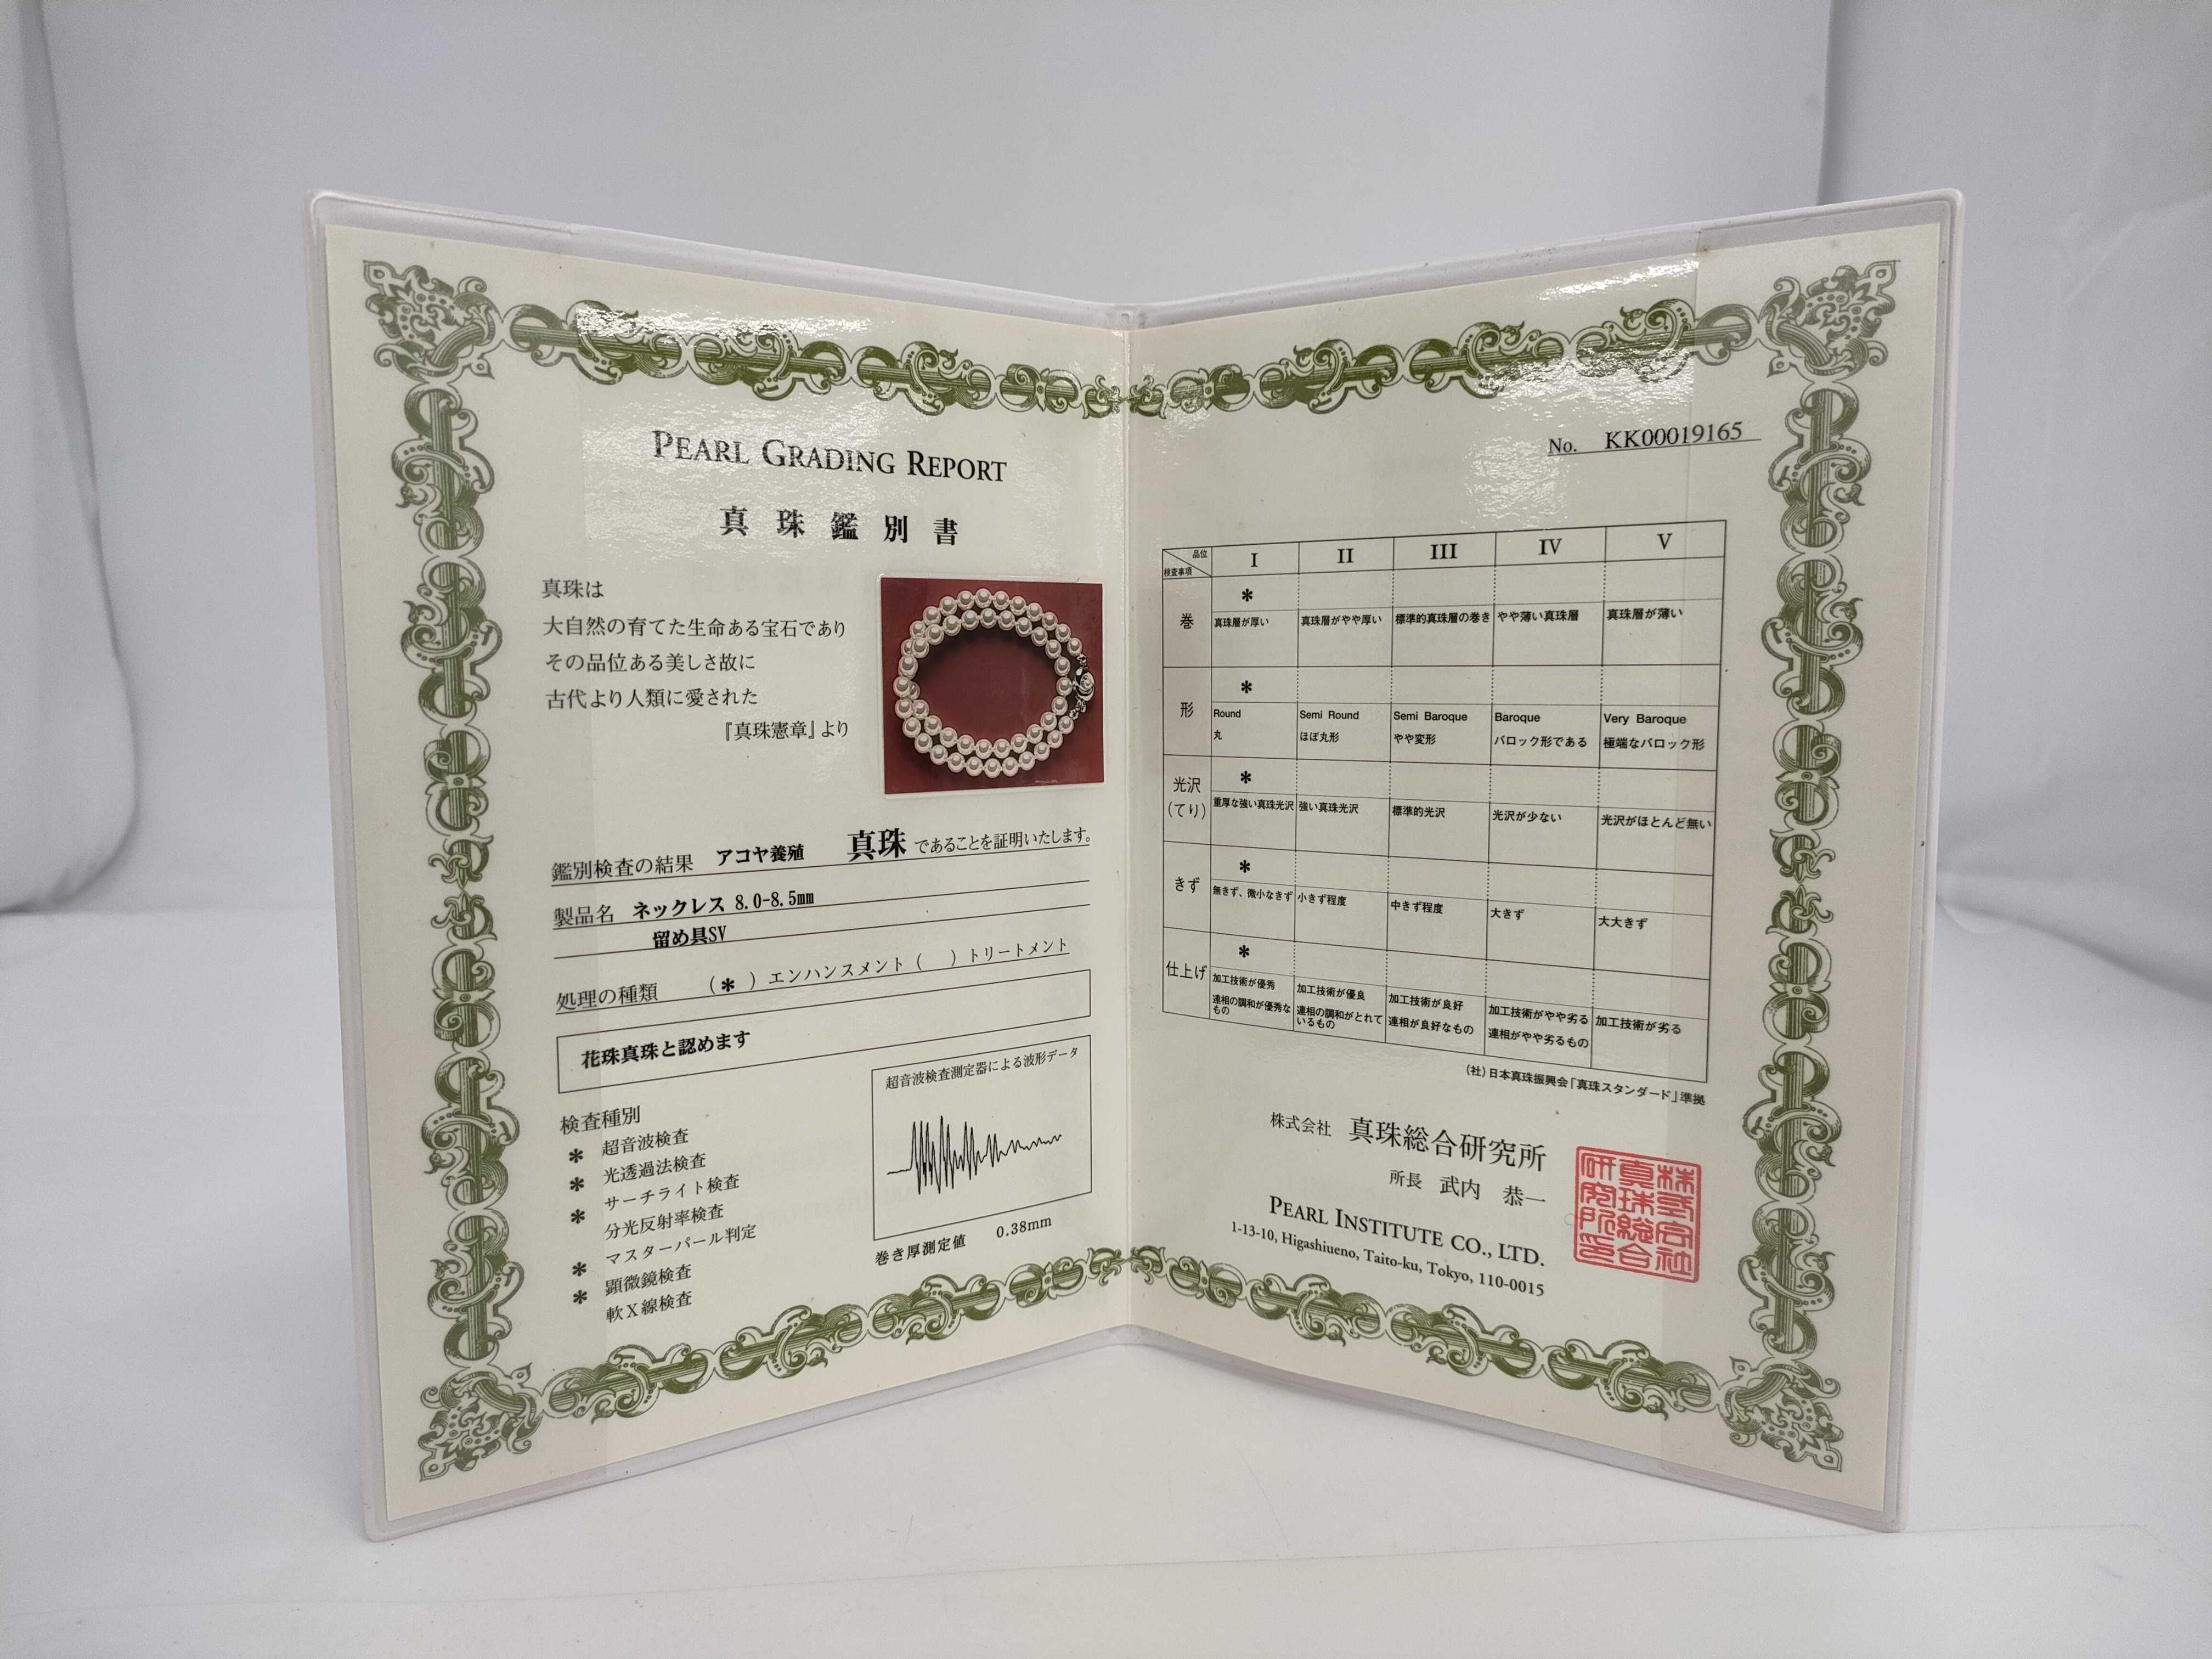 PEARL GRADING REPORT
真珠鑑別書
真珠は
大自然の育てた生命ある宝石であり
その品位ある美しさ故に
古代より人類に愛された
『真珠憲章』より
鑑別検査の結果 アコヤ養殖 真珠 であることを証明いたします。
製品名 ネックレス 8.0-8.5mm
留め具SV
処理の種類 (＊) エンハンスメント ( ) トリートメント
花珠真珠と認めます
検査種別
＊ 超音波検査
＊ 光透過法検査
サーチライト検査
＊ 分光反射率検査
マスターパール判定
＊ 顕微鏡検査
＊ 軟X線検査
超音波検査測定器による波形データ
巻き厚測定値 0.38mm
No. KK00019165
品位 I II III IV V
検査事項
巻 ＊
真珠層が厚い 真珠層がやや厚い 標準的真珠層の巻き やや薄い真珠層 真珠層が薄い
形 ＊
Round Semi Round Semi Baroque Baroque Very Baroque
丸 ほぼ丸形 やや変形 バロック形である 極端なバロック形
光沢 ＊
(てり) 重厚な強い真珠光沢 強い真珠光沢 標準的光沢 光沢が少ない 光沢がほとんど無い
きず ＊
無きず、微小なきず 小きず程度 中きず程度 大きず 大大きず
仕上げ ＊
加工技術が優秀 加工技術が優良 加工技術が良好 加工技術がやや劣る 加工技術が劣る
連相の調和が優秀なもの 連相の調和がとれているもの 連相が良好なもの 連相がやや劣るもの
(社)日本真珠振興会「真珠スタンダード」準拠
株式会社 真珠総合研究所
所長 武内 恭一
PEARL INSTITUTE CO., LTD.
1-13-10, Higashiueno, Taito-ku, Tokyo, 110-0015
株式会社
真珠総合
研究所印